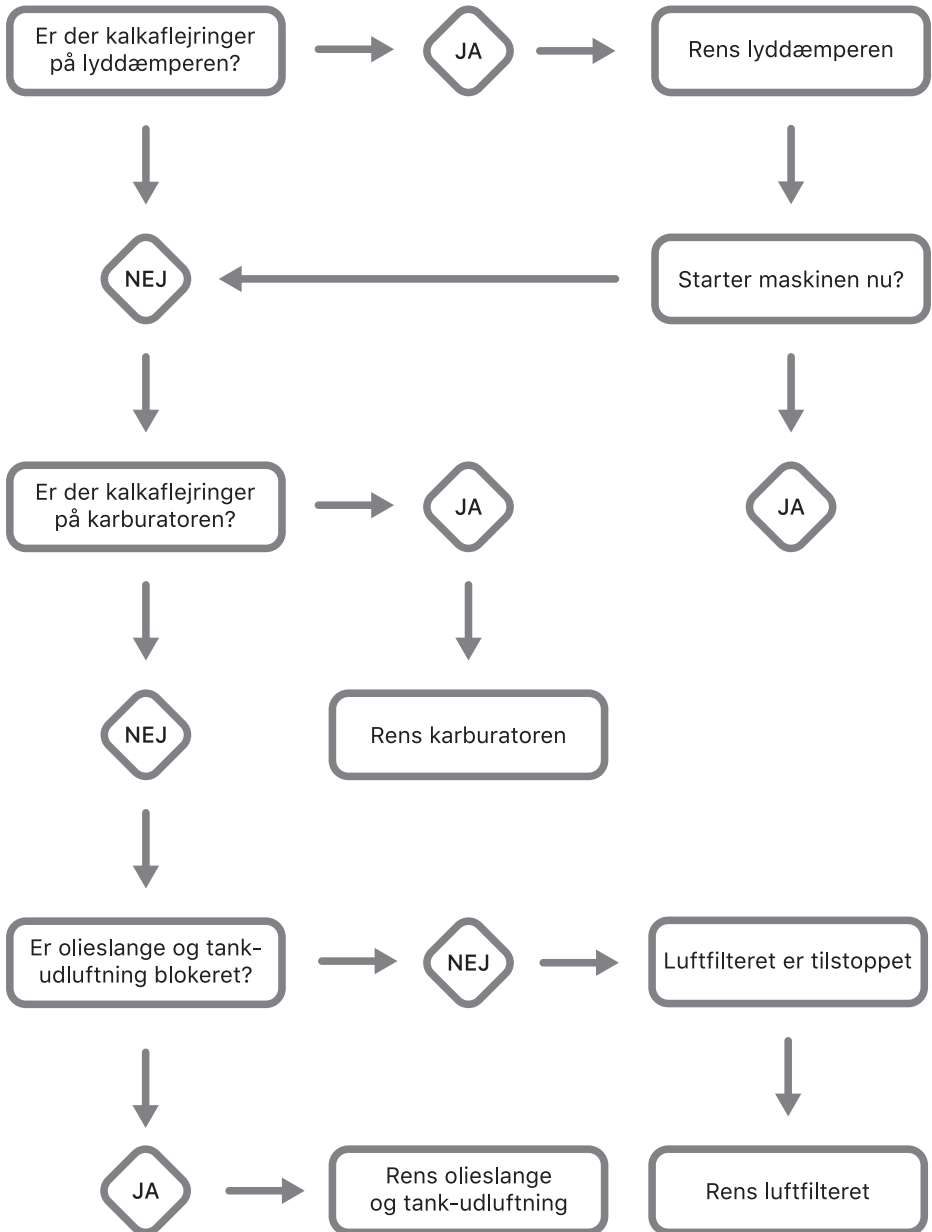 Er der kalkaflejringer
på lyddæmperen?
JA
Rens lyddæmperen
NEJ
Starter maskinen nu?
Er der kalkaflejringer
på karburatoren?
JA
JA
NEJ
Rens karburatoren
Er olieslange og tank-
udluftning blokeret?
NEJ
Luftfilteret er tilstoppet
JA
Rens olieslange
og tank-udluftning
Rens luftfilteret